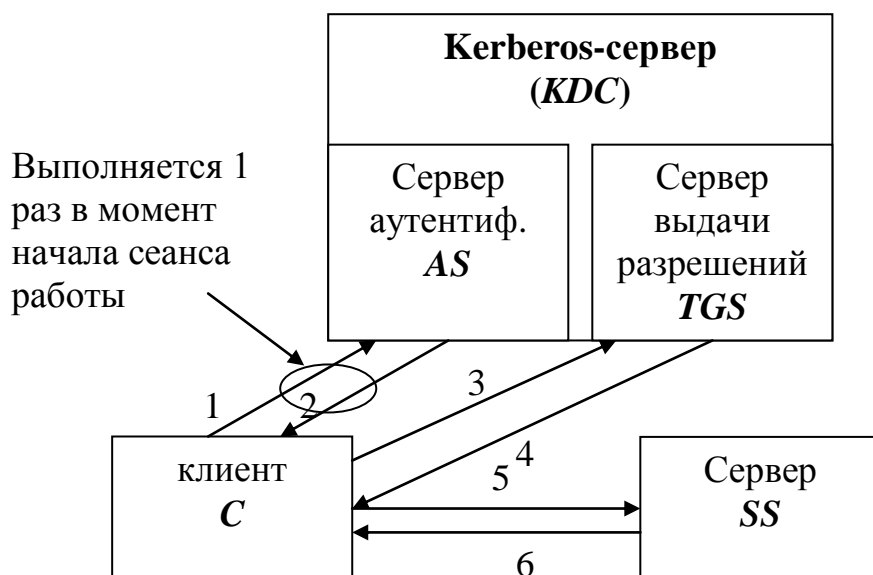 Kerberos-сервер
(KDC)
Выполняется 1
раз в момент
начала сеанса
работы
Сервер
аутентиф.
AS
Сервер
выдачи
разрешений
TGS
1
2
3
4
5
6
клиент
C
Сервер
SS